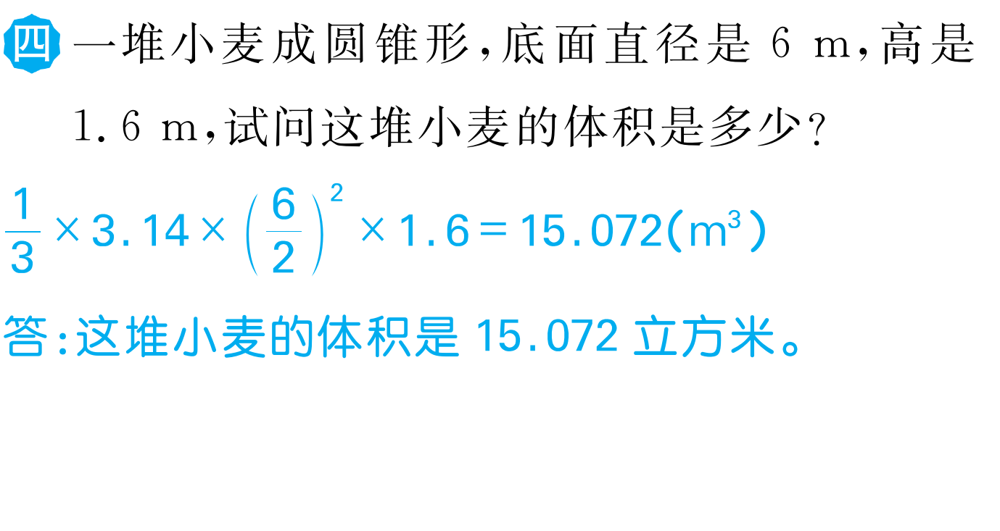 四 一堆小麦成圆锥形,底面直径是 6 m,高是
1.6 m,试问这堆小麦的体积是多少?
1/3 × 3.14 × (6/2)² × 1.6 = 15.072(m³)
答:这堆小麦的体积是 15.072 立方米。